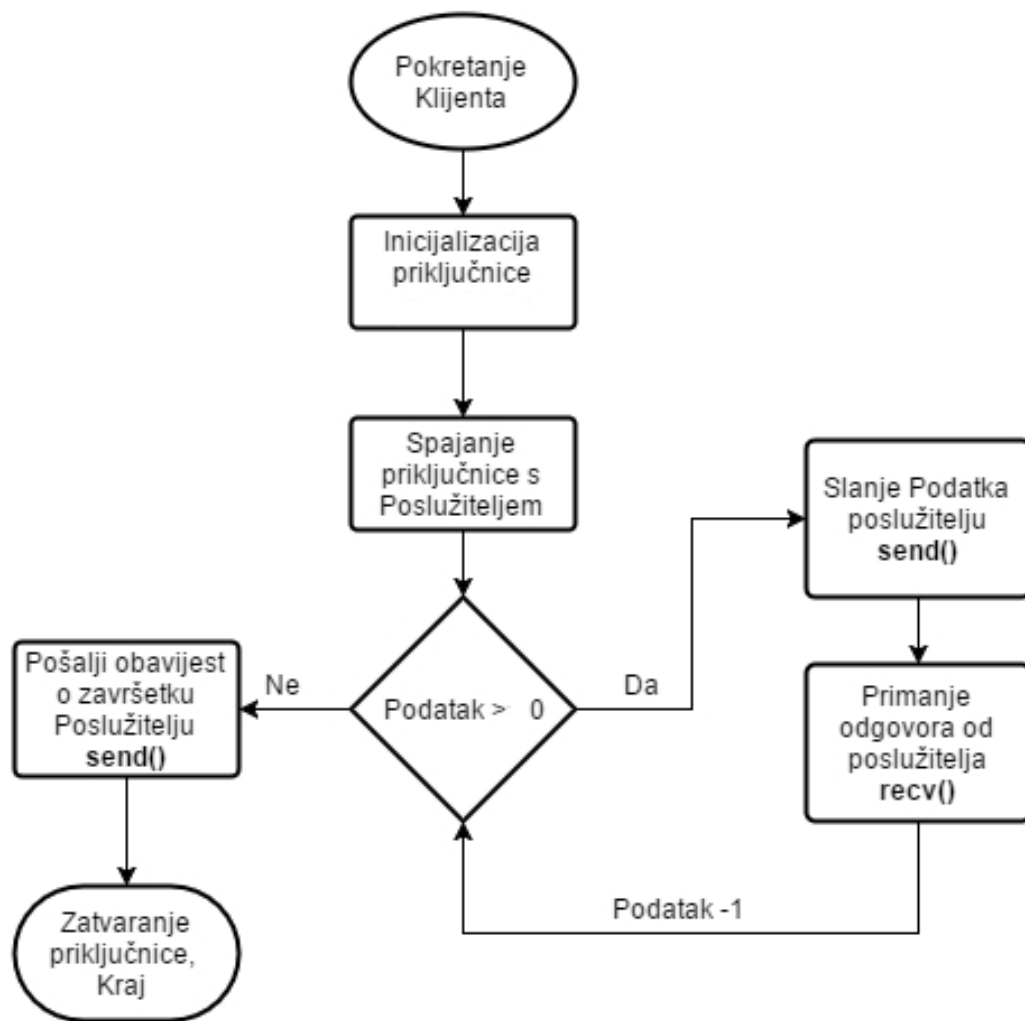 Pokretanje
Klijenta
Inicijalizacija
priključnice
Spajanje
priključnice s
Poslužiteljem
Podatak > 0
Da
Slanje Podatka
poslužitelju
send()
Primanje
odgovora od
poslužitelja
recv()
Podatak -1
Ne
Pošalji obavijest
o završetku
Poslužitelju
send()
Zatvaranje
priključnice,
Kraj